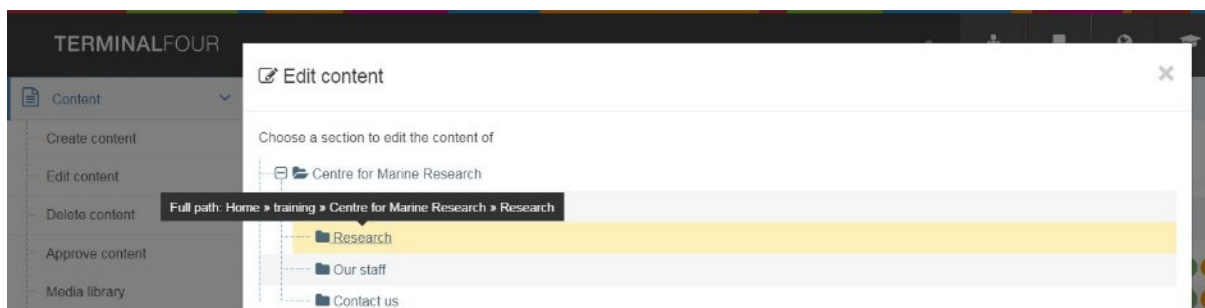 TERMINALFOUR
Edit content
Content
Create content
Choose a section to edit the content of
Centre for Marine Research
Edit content
Delete content
Full path: Home » training » Centre for Marine Research » Research
Research
Approve content
Our staff
Media library
Contact us